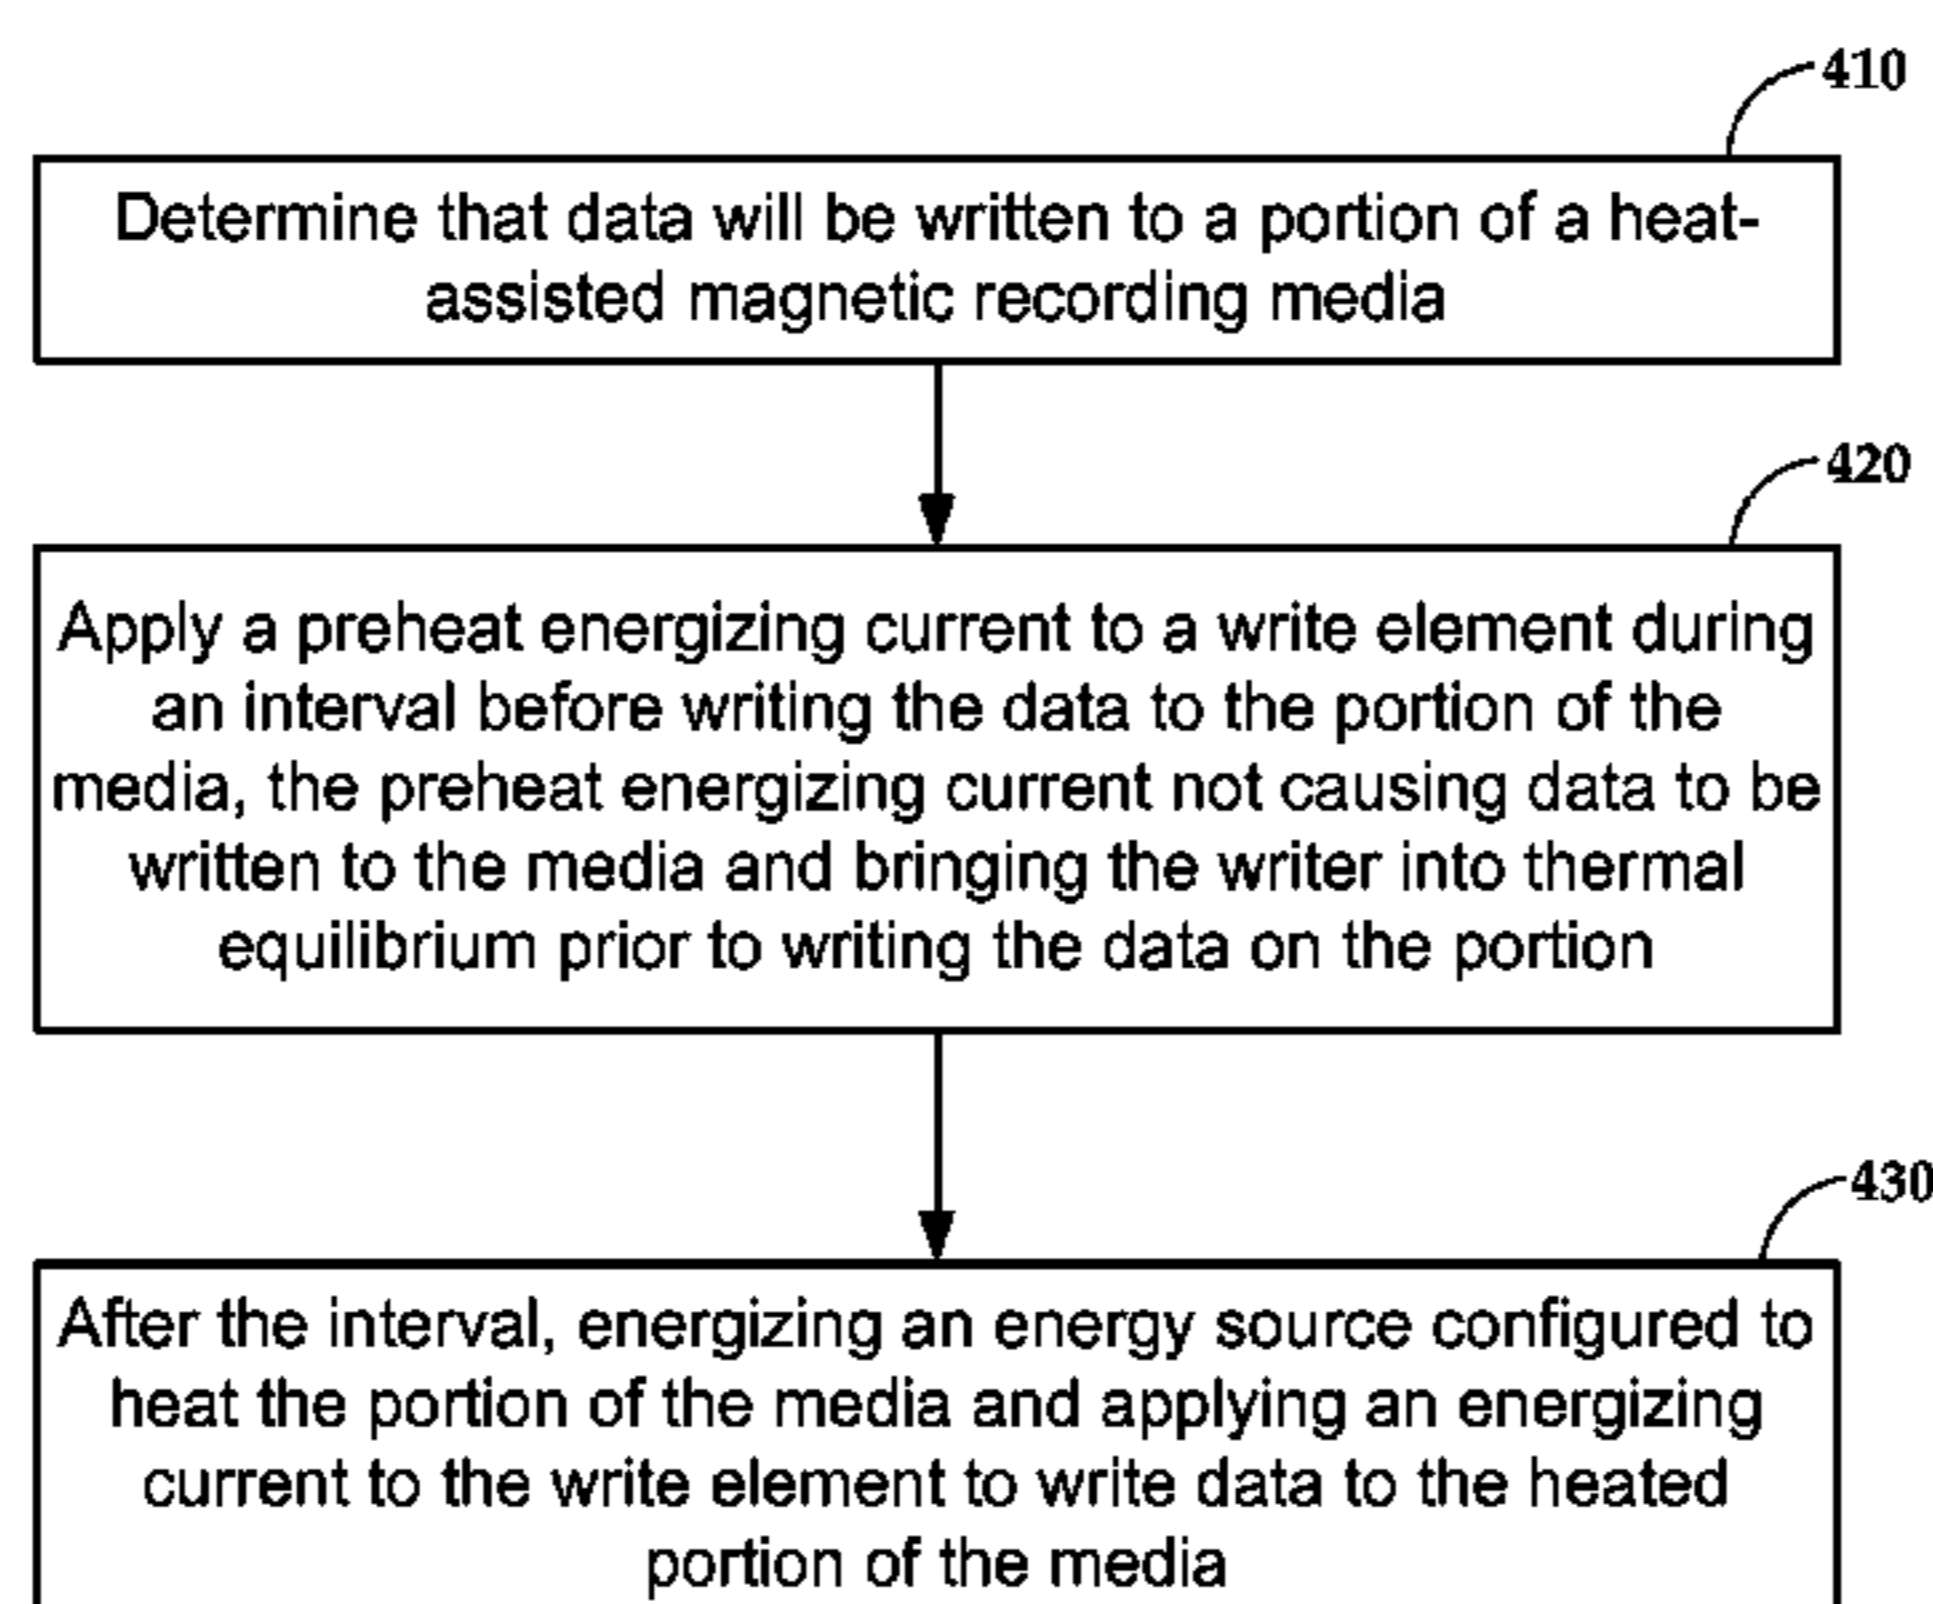 410
Determine that data will be written to a portion of a heat-
assisted magnetic recording media
420
Apply a preheat energizing current to a write element during
an interval before writing the data to the portion of the
media, the preheat energizing current not causing data to be
written to the media and bringing the writer into thermal
equilibrium prior to writing the data on the portion
430
After the interval, energizing an energy source configured to
heat the portion of the media and applying an energizing
current to the write element to write data to the heated
portion of the media